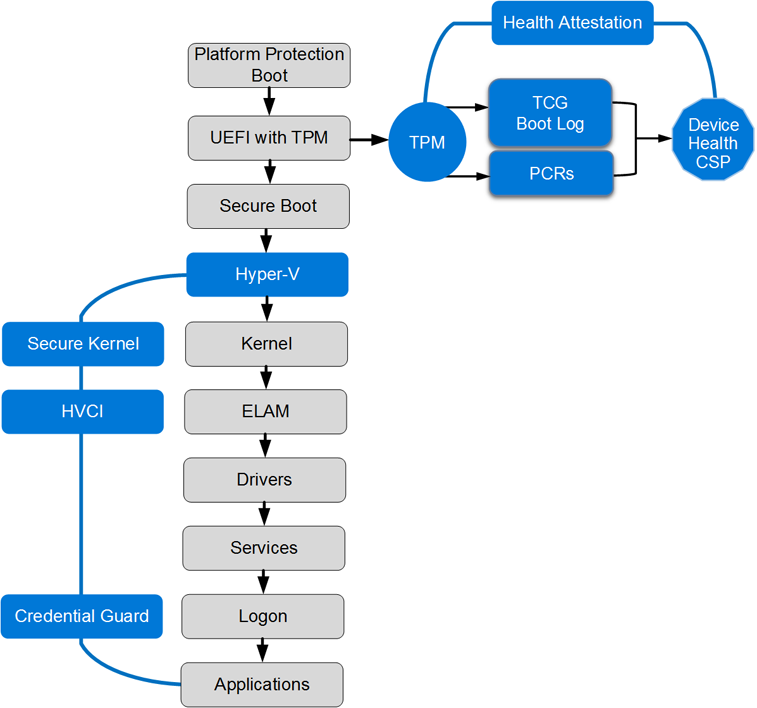 Health Attestation
Platform Protection
Boot
UEFI with TPM
TPM
TCG
Boot Log
PCRs
Device
Health
CSP
Secure Boot
Hyper-V
Secure Kernel
Kernel
HVCI
ELAM
Drivers
Services
Credential Guard
Logon
Applications